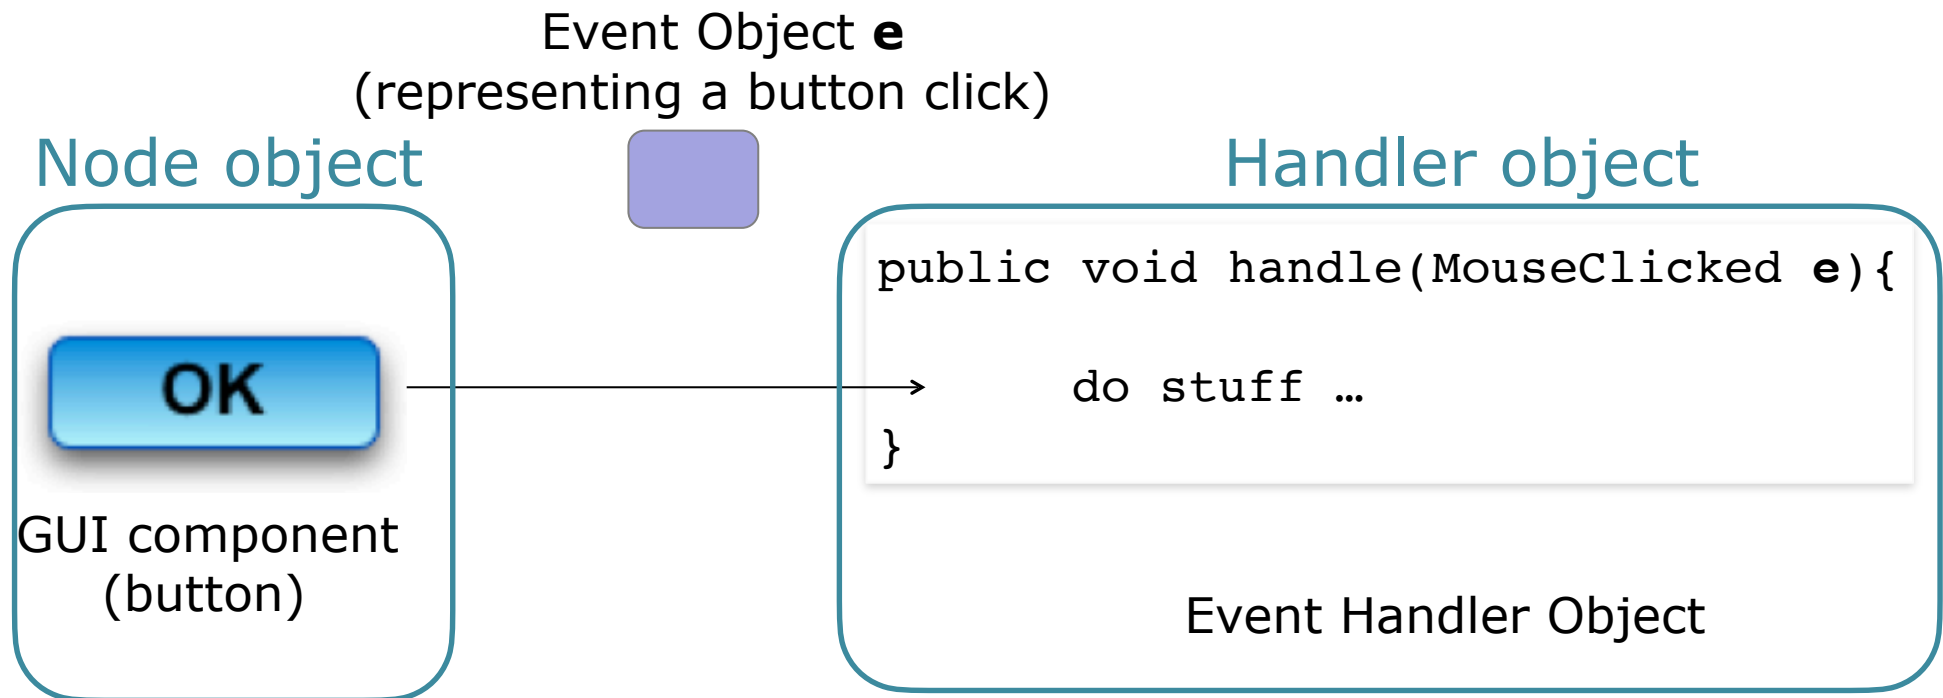 Event Object e
(representing a button click)
Node object
Handler object
OK
GUI component
(button)
public void handle(MouseClicked e){
do stuff …
}
Event Handler Object